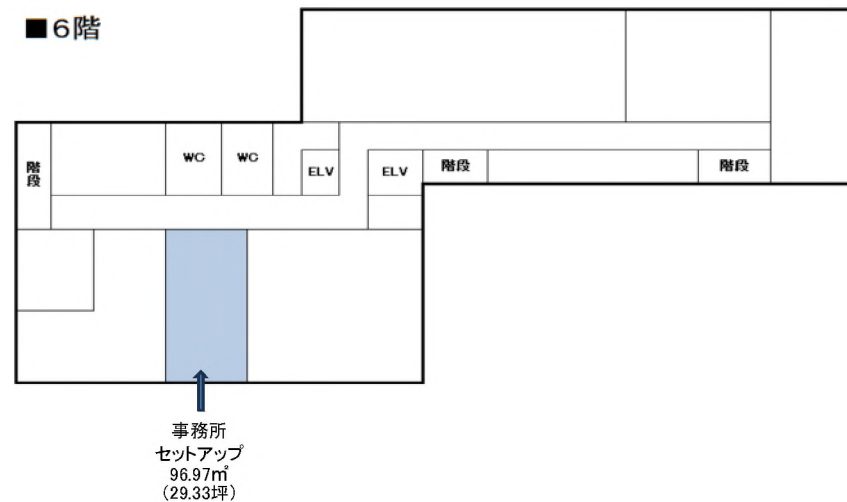 ■6階
WC
WC
階段
ELV
ELV
階段
階段
事務所
セットアップ
96.97㎡
(29.33坪)